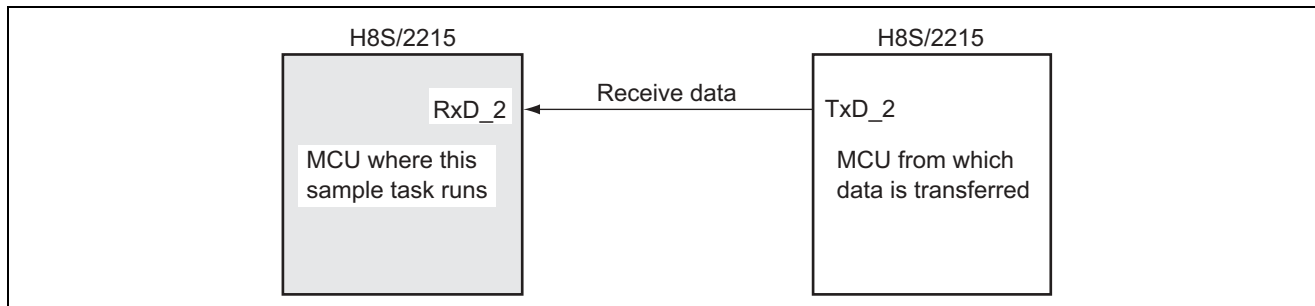 H8S/2215
H8S/2215
Receive data
RxD_2
TxD_2
MCU where this
sample task runs
MCU from which
data is transferred